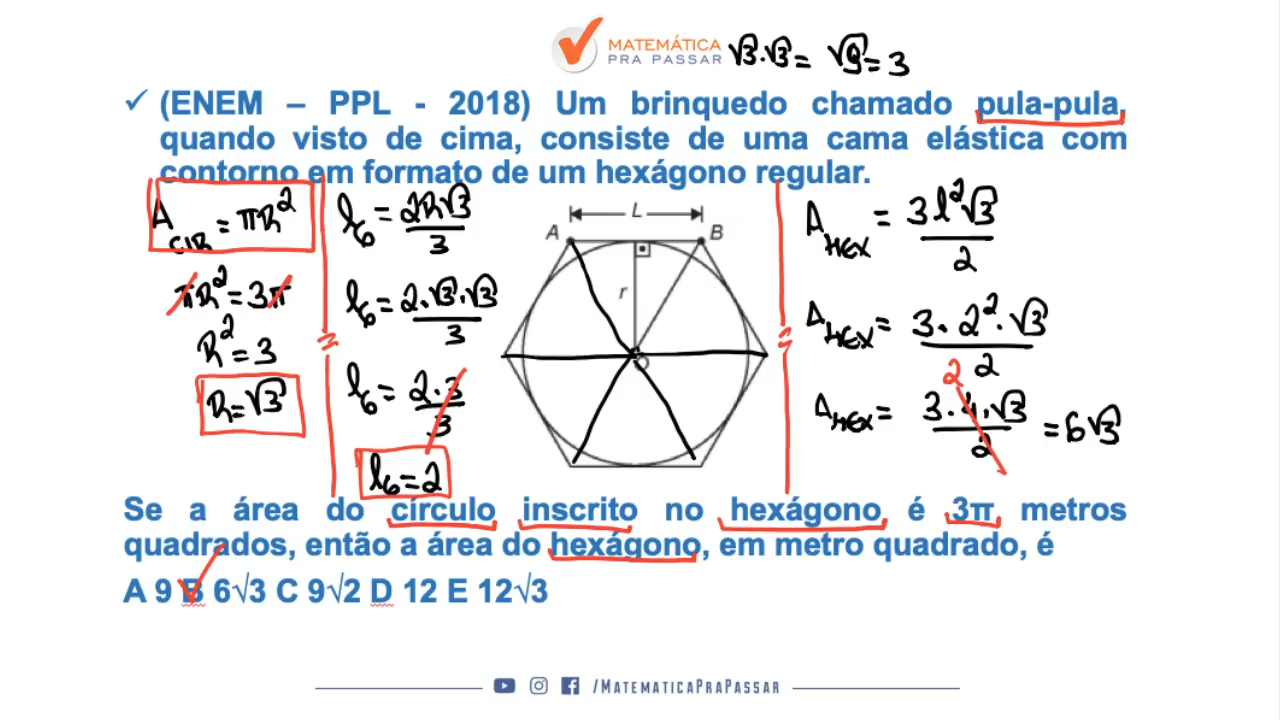 MATEMÁTICA
PRA PASSAR
√3·√3 = √9 = 3
✓ (ENEM – PPL - 2018) Um brinquedo chamado pula-pula,
quando visto de cima, consiste de uma cama elástica com
contorno em formato de um hexágono regular.
A CIR = πR²
πR² = 3π
R² = 3
R = √3
l₆ = 2R√3/3
l₆ = 2·√3·√3/3
l₆ = 2·3/3
l₆ = 2
L
A
B
r
O
A HEX = 3l²√3/2
A HEX = 3·2²·√3/2
A HEX = 3·4·√3/2 = 6√3
2
Se a área do círculo inscrito no hexágono é 3π metros
quadrados, então a área do hexágono, em metro quadrado, é
A 9 B 6√3 C 9√2 D 12 E 12√3
/MatematicaPraPassar